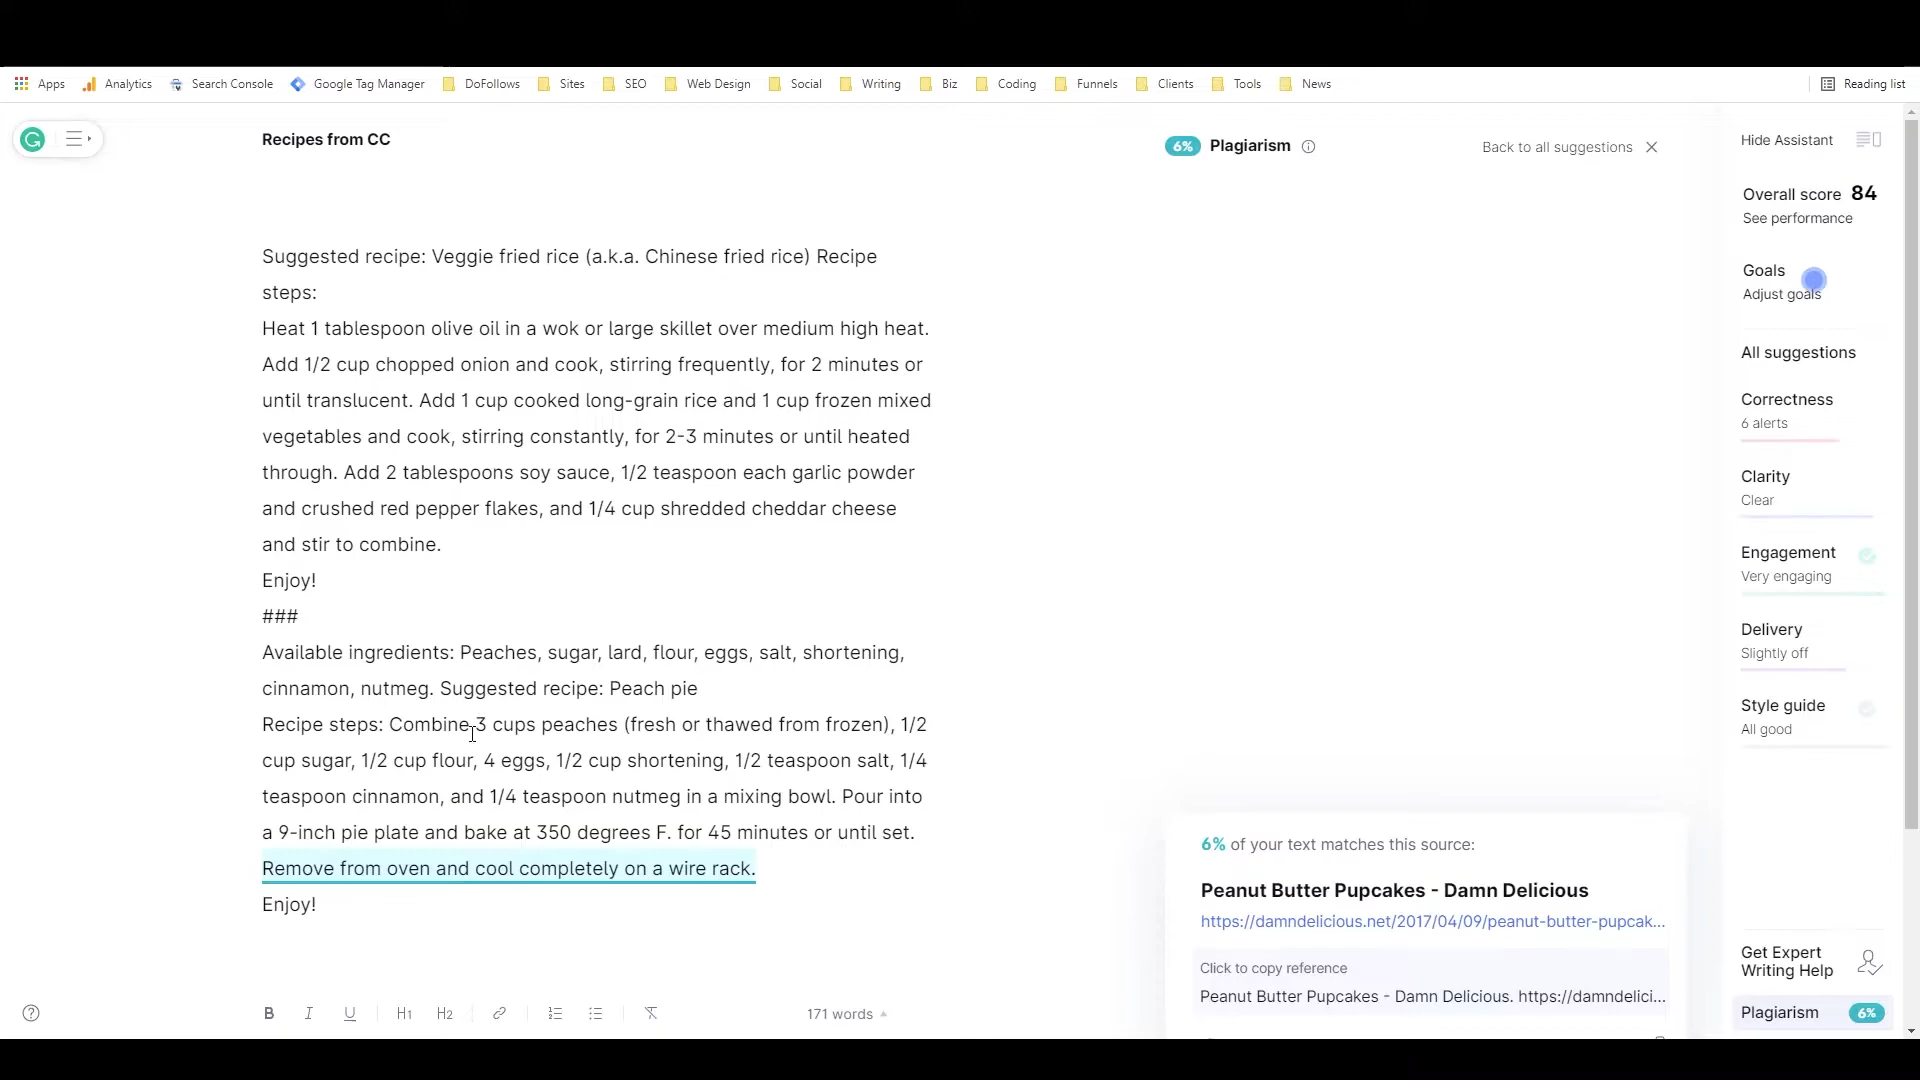 Apps Analytics Search Console Google Tag Manager DoFollows Sites SEO Web Design Social Writing Biz Coding Funnels Clients Tools News Reading list
Recipes from CC
6% Plagiarism
Back to all suggestions
Hide Assistant
Overall score 84
See performance
Goals
Adjust goals
All suggestions
Correctness
6 alerts
Clarity
Clear
Engagement
Very engaging
Delivery
Slightly off
Style guide
All good
Suggested recipe: Veggie fried rice (a.k.a. Chinese fried rice) Recipe
steps:
Heat 1 tablespoon olive oil in a wok or large skillet over medium high heat.
Add 1/2 cup chopped onion and cook, stirring frequently, for 2 minutes or
until translucent. Add 1 cup cooked long-grain rice and 1 cup frozen mixed
vegetables and cook, stirring constantly, for 2-3 minutes or until heated
through. Add 2 tablespoons soy sauce, 1/2 teaspoon each garlic powder
and crushed red pepper flakes, and 1/4 cup shredded cheddar cheese
and stir to combine.
Enjoy!
###
Available ingredients: Peaches, sugar, lard, flour, eggs, salt, shortening,
cinnamon, nutmeg. Suggested recipe: Peach pie
Recipe steps: Combine 3 cups peaches (fresh or thawed from frozen), 1/2
cup sugar, 1/2 cup flour, 4 eggs, 1/2 cup shortening, 1/2 teaspoon salt, 1/4
teaspoon cinnamon, and 1/4 teaspoon nutmeg in a mixing bowl. Pour into
a 9-inch pie plate and bake at 350 degrees F. for 45 minutes or until set.
Remove from oven and cool completely on a wire rack.
Enjoy!
6% of your text matches this source:
Peanut Butter Pupcakes - Damn Delicious
https://damndelicious.net/2017/04/09/peanut-butter-pupcak...
Click to copy reference
Peanut Butter Pupcakes - Damn Delicious. https://damndelici...
Get Expert
Writing Help
Plagiarism 6%
B I U H1 H2
171 words